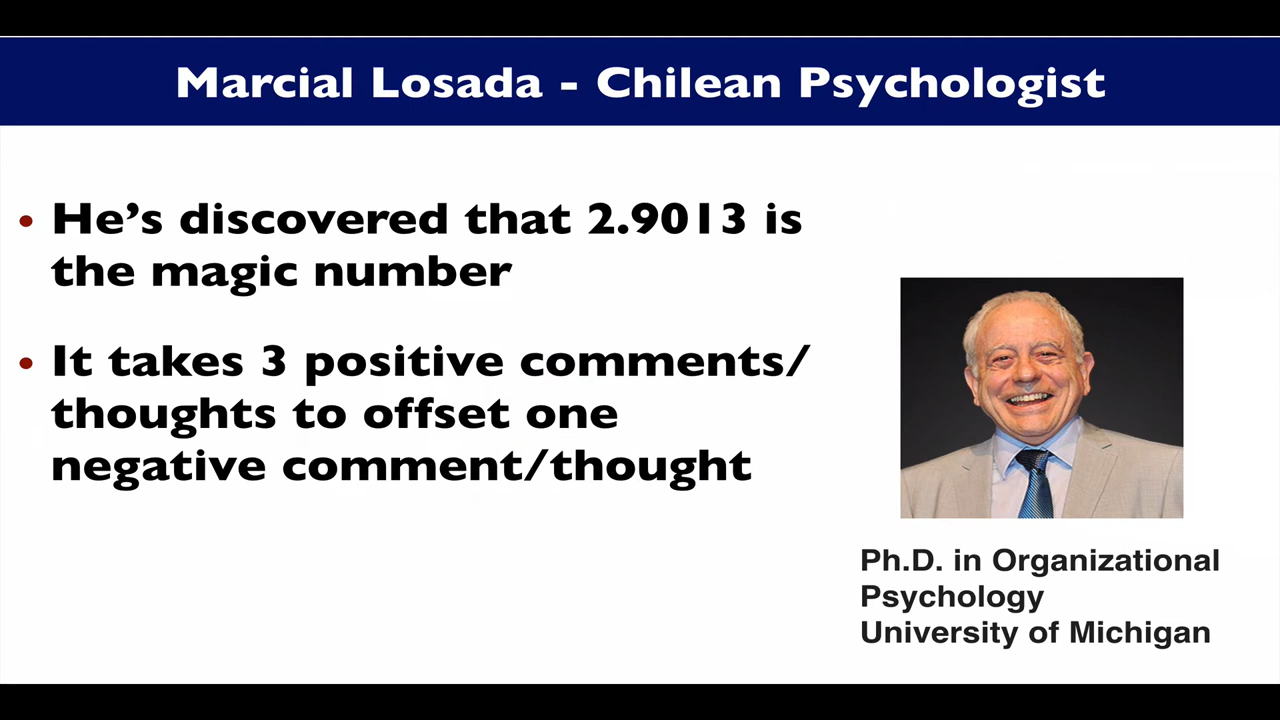 Marcial Losada - Chilean Psychologist
• He’s discovered that 2.9013 is
the magic number
• It takes 3 positive comments/
thoughts to offset one
negative comment/thought
Ph.D. in Organizational
Psychology
University of Michigan